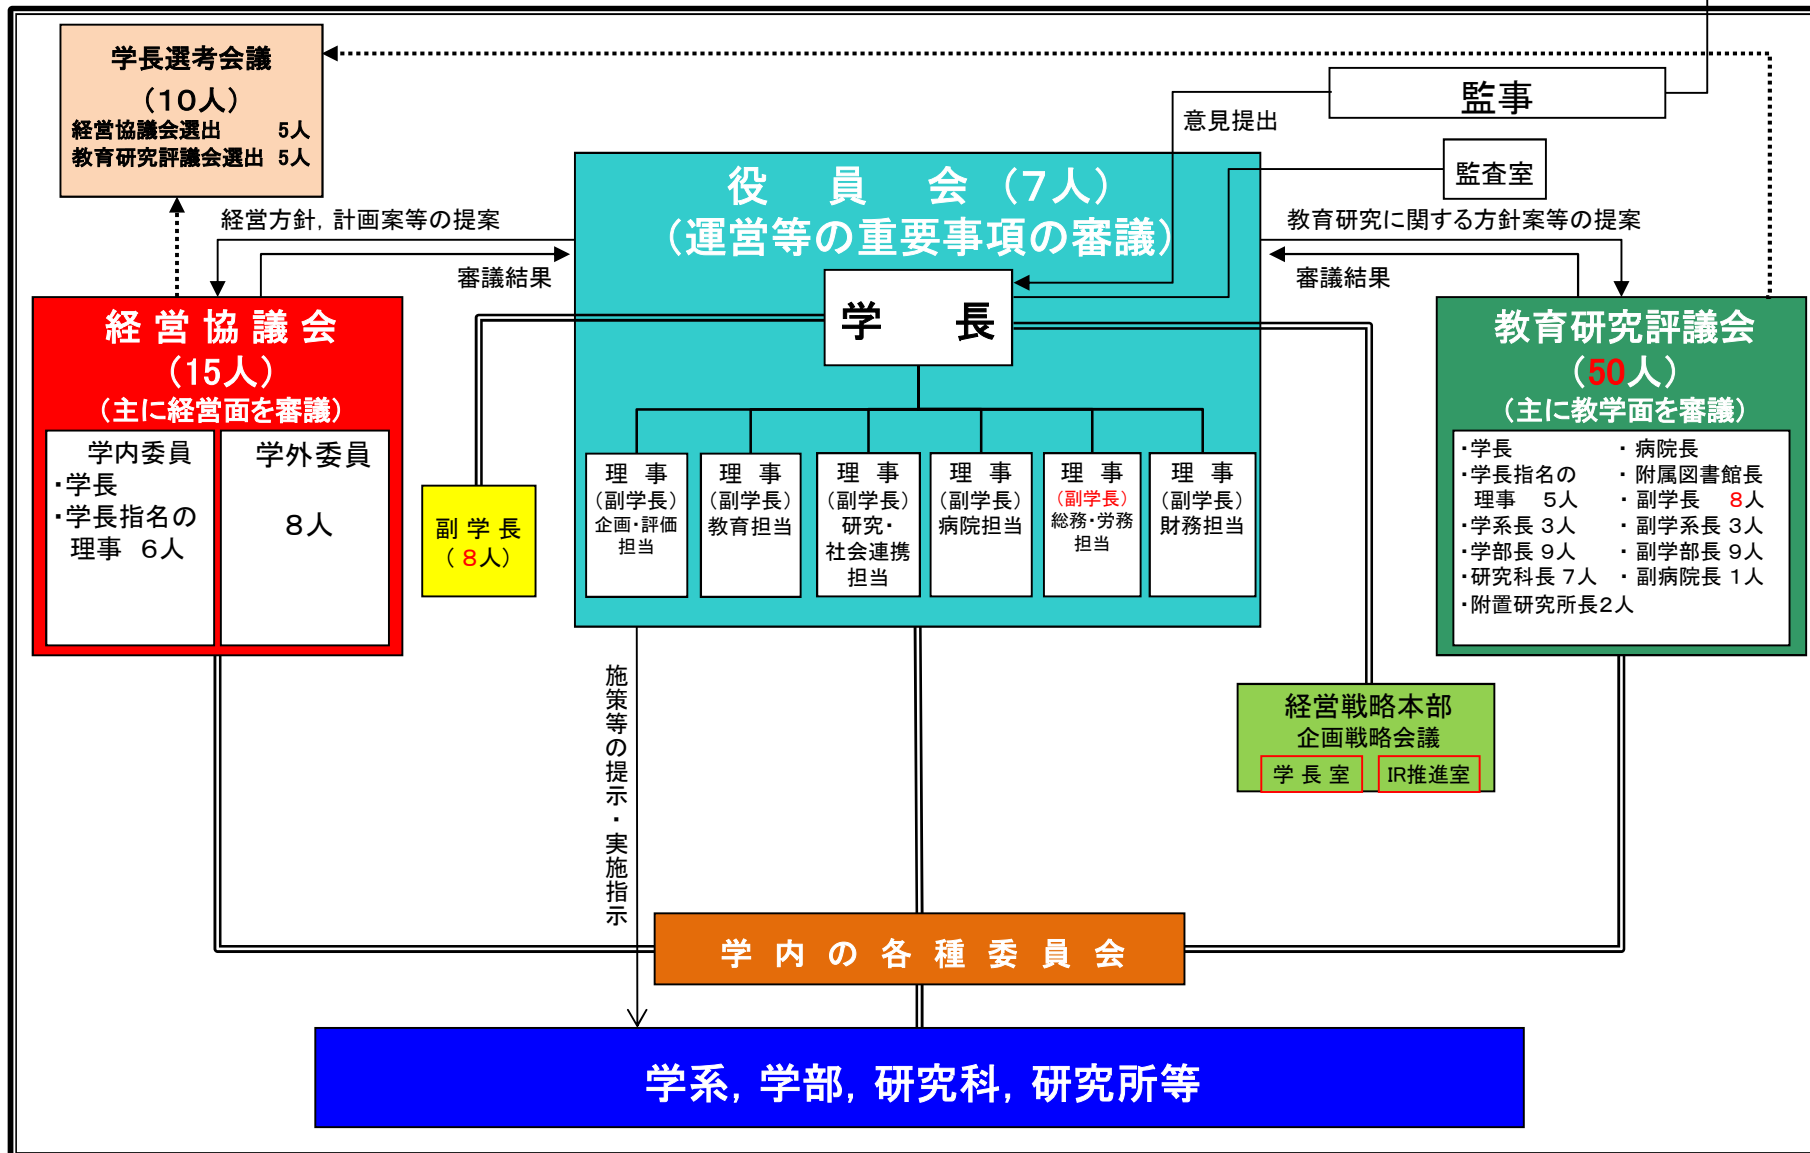 学長選考会議
（10人）
経営協議会選出 5人
教育研究評議会選出 5人
監事
意見提出
監査室
役員会（7人）
（運営等の重要事項の審議）
経営方針，計画案等の提案
審議結果
教育研究に関する方針案等の提案
審議結果
学長
経営協議会
（15人）
（主に経営面を審議）
学内委員
・学長
・学長指名の
理事 6人
学外委員
8人
副学長
（8人）
理事
（副学長）
企画・評価
担当
理事
（副学長）
教育担当
理事
（副学長）
研究・
社会連携
担当
理事
（副学長）
病院担当
理事
（副学長）
総務・労務
担当
理事
（副学長）
財務担当
教育研究評議会
（50人）
（主に教学面を審議）
・学長
・学長指名の
理事 5人
・学系長 3人
・学部長 9人
・研究科長 7人
・附置研究所長2人
・病院長
・附属図書館長
・副学長 8人
・副学系長 3人
・副学部長 9人
・副病院長 1人
施策等の提示・実施指示
経営戦略本部
企画戦略会議
学長室
IR推進室
学内の各種委員会
学系，学部，研究科，研究所等